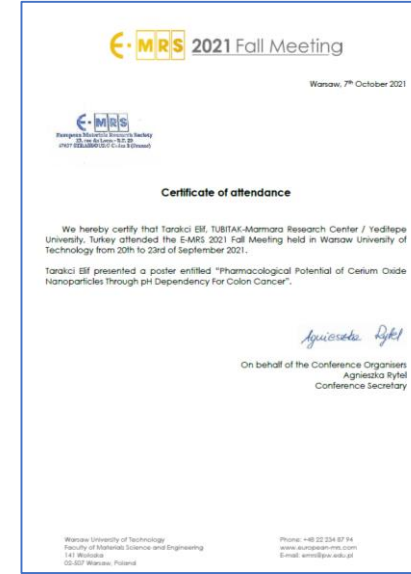 E·MRS 2021 Fall Meeting
Warsaw, 7th October 2021
E·MRS
European Materials Research Society
Certificate of attendance
We hereby certify that Tarakci Elif, TUBITAK-Marmara Research Center / Yeditepe
University, Turkey attended the E-MRS 2021 Fall Meeting held in Warsaw University of
Technology from 20th to 23rd of September 2021.
Tarakci Elif presented a poster entitled "Pharmacological Potential of Cerium Oxide
Nanoparticles Through pH Dependency For Colon Cancer".
Agnieszka Rytel
On behalf of the Conference Organisers
Agnieszka Rytel
Conference Secretary
Warsaw University of Technology
Faculty of Materials Science and Engineering
141 Woloska
02-507 Warsaw, Poland
Phone: +48 22 234 87 94
www.european-mrs.com
E-mail: emrs@pw.edu.pl